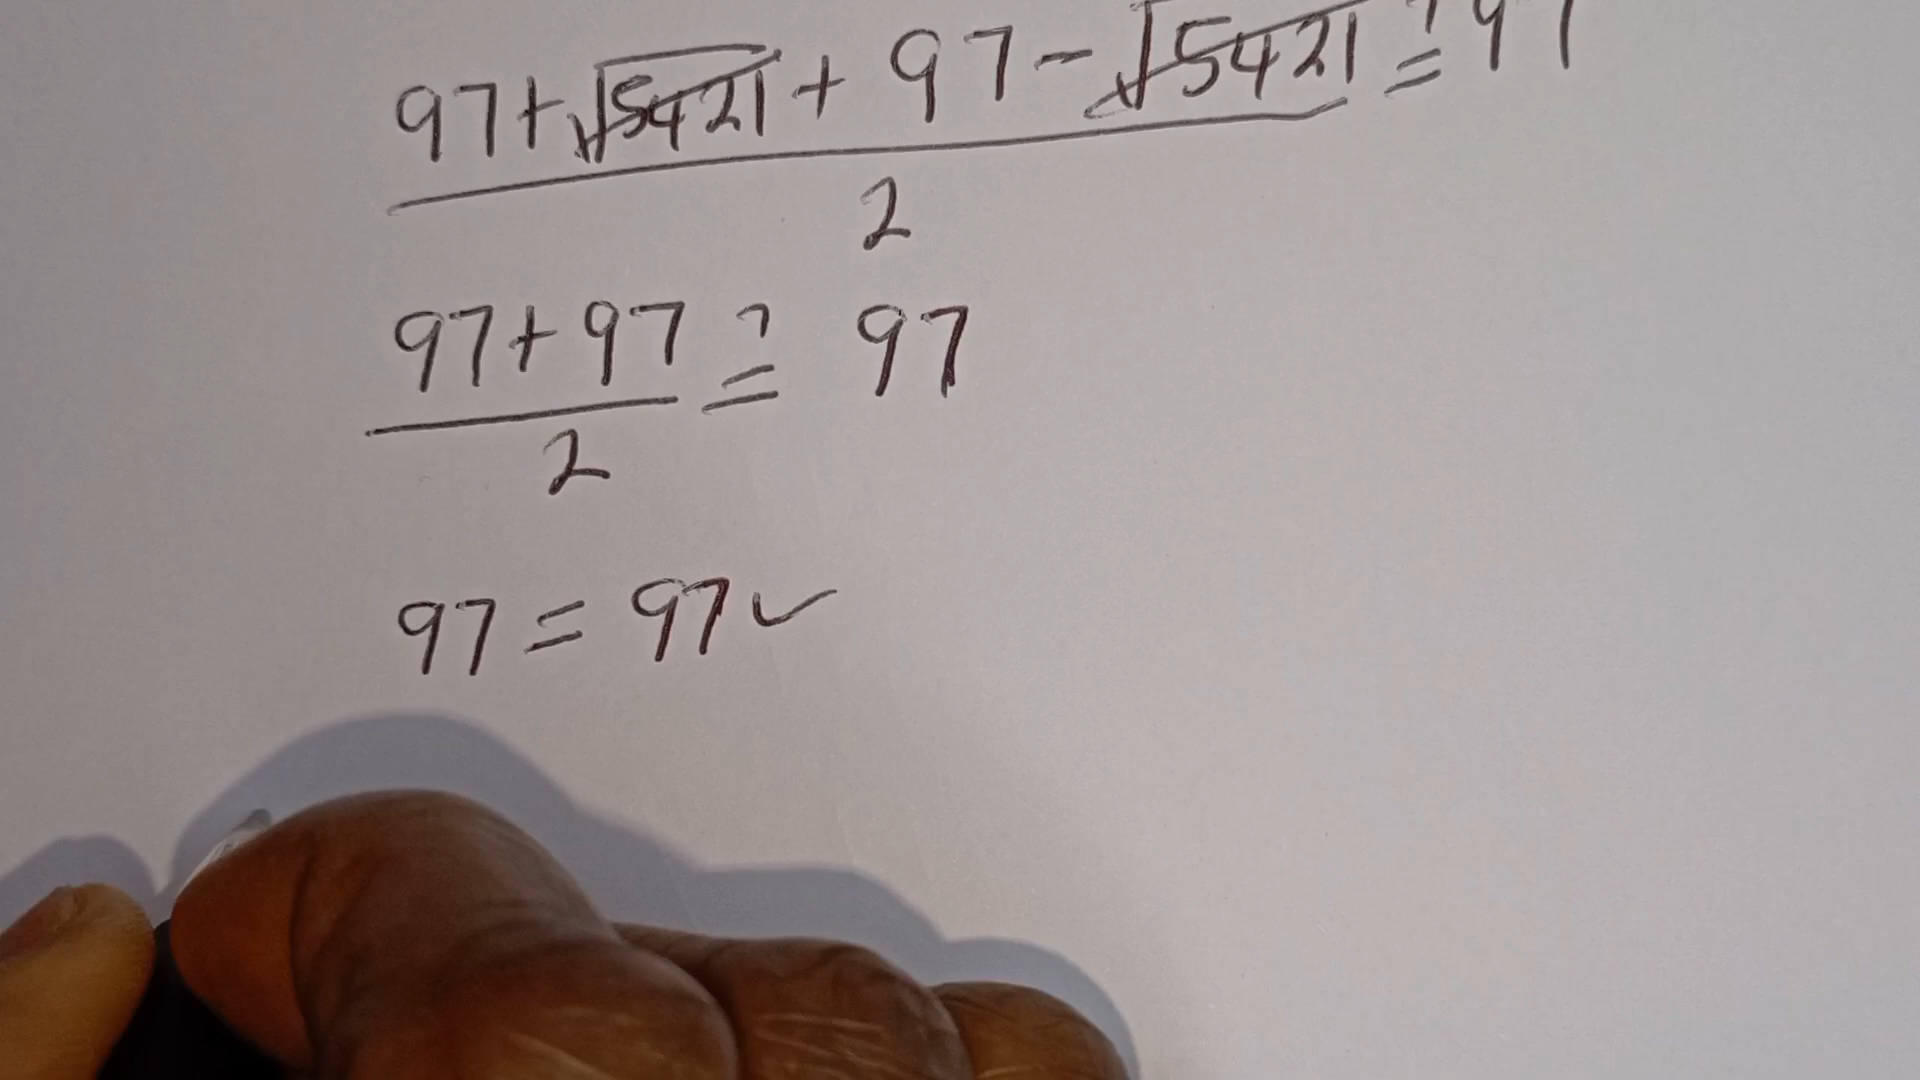 97+√5421 + 97-√5421 ≟ 97
2
97+97 ≟ 97
2
97 = 97 ✓